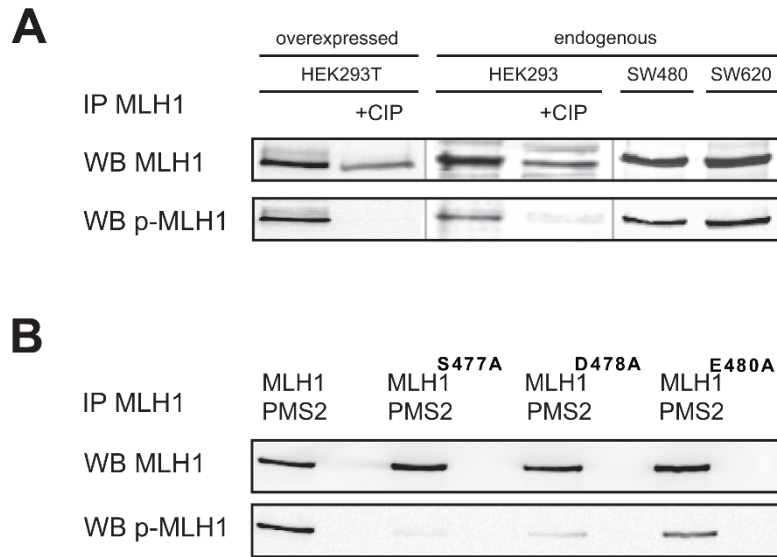 A
overexpressed endogenous
HEK293T HEK293 SW480 SW620
IP MLH1 +CIP +CIP
WB MLH1
WB p-MLH1
B
S477A D478A E480A
MLH1 MLH1 MLH1 MLH1
IP MLH1
PMS2 PMS2 PMS2 PMS2
WB MLH1
WB p-MLH1